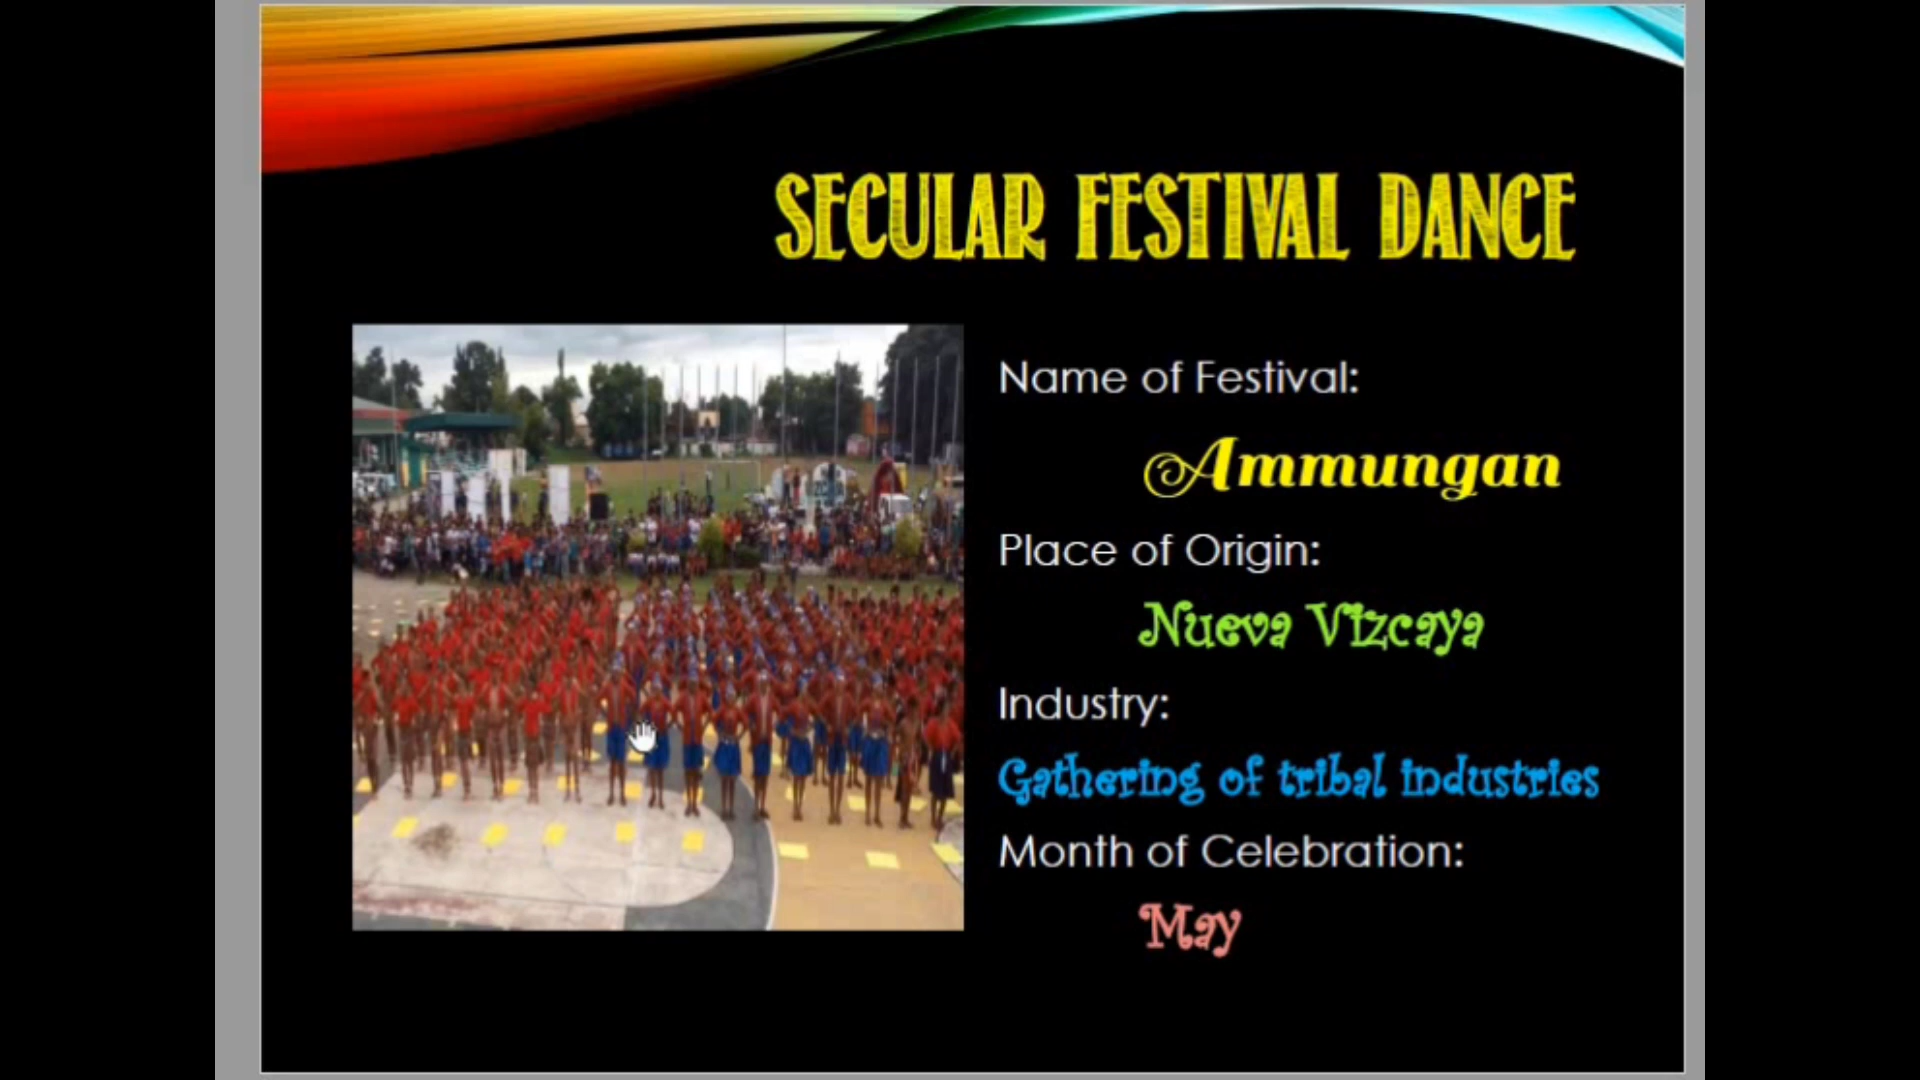 SECULAR FESTIVAL DANCE
Name of Festival:
Ammungan
Place of Origin:
Nueva Vizcaya
Industry:
Gathering of tribal industries
Month of Celebration:
May